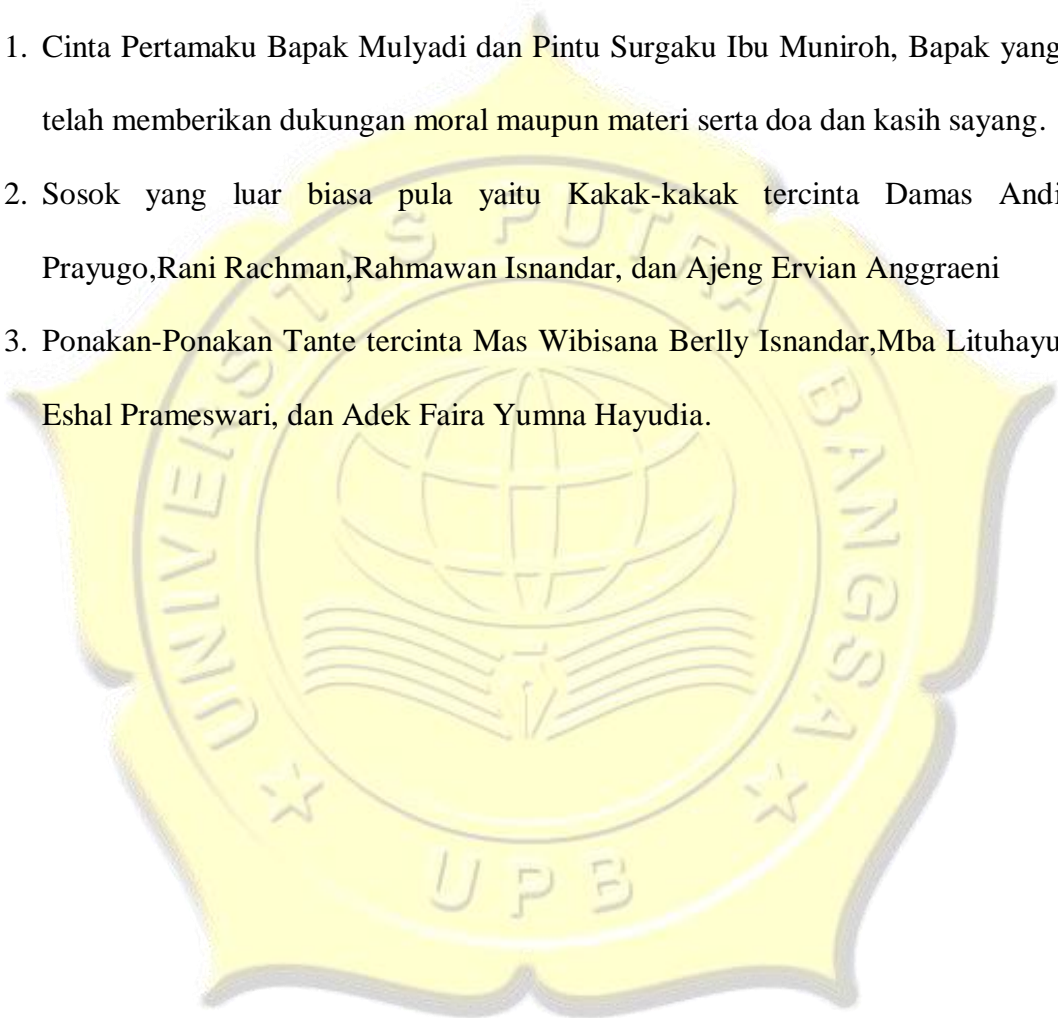 1. Cinta Pertamaku Bapak Mulyadi dan Pintu Surgaku Ibu Muniroh, Bapak yang
telah memberikan dukungan moral maupun materi serta doa dan kasih sayang.
2. Sosok yang luar biasa pula yaitu Kakak-kakak tercinta Damas Andi
Prayugo,Rani Rachman,Rahmawan Isnandar, dan Ajeng Ervian Anggraeni
3. Ponakan-Ponakan Tante tercinta Mas Wibisana Berlly Isnandar,Mba Lituhayu
Eshal Prameswari, dan Adek Faira Yumna Hayudia.
UNIVERSITAS PUTRA BANGSA
UPB